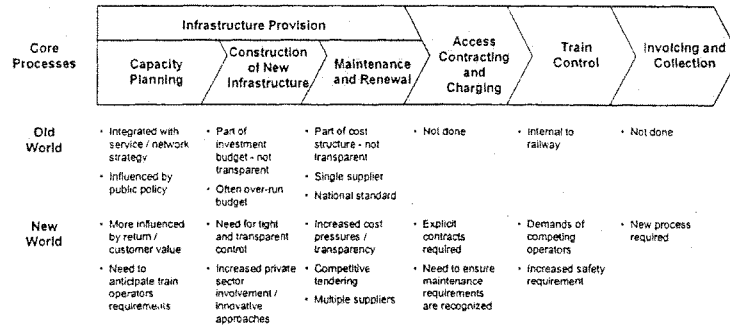 Infrastructure Provision
Core
Processes
Capacity
Planning
Construction
of New
Infrastructure
Maintenance
and Renewal
Access
Contracting
and
Charging
Train
Control
Invoicing and
Collection
Old
World
• Integrated with
service / network
strategy
• Influenced by
public policy
• Part of
investment
budget - not
transparent
• Often over-run
budget
• Part of cost
structure - not
transparent
• Single supplier
• National standard
• Not done
• Internal to
railway
• Not done
New
World
• More influenced
by return /
customer value
• Need to
anticipate train
operators
requirements
• Need for tight
and transparent
control
• Increased private
sector
involvement /
innovative
approaches
• Increased cost
pressures /
transparency
• Competitive
tendering
• Multiple suppliers
• Explicit
contracts
required
• Need to ensure
maintenance
requirements
are recognized
• Demands of
competing
operators
• Increased safety
requirement
• New process
required